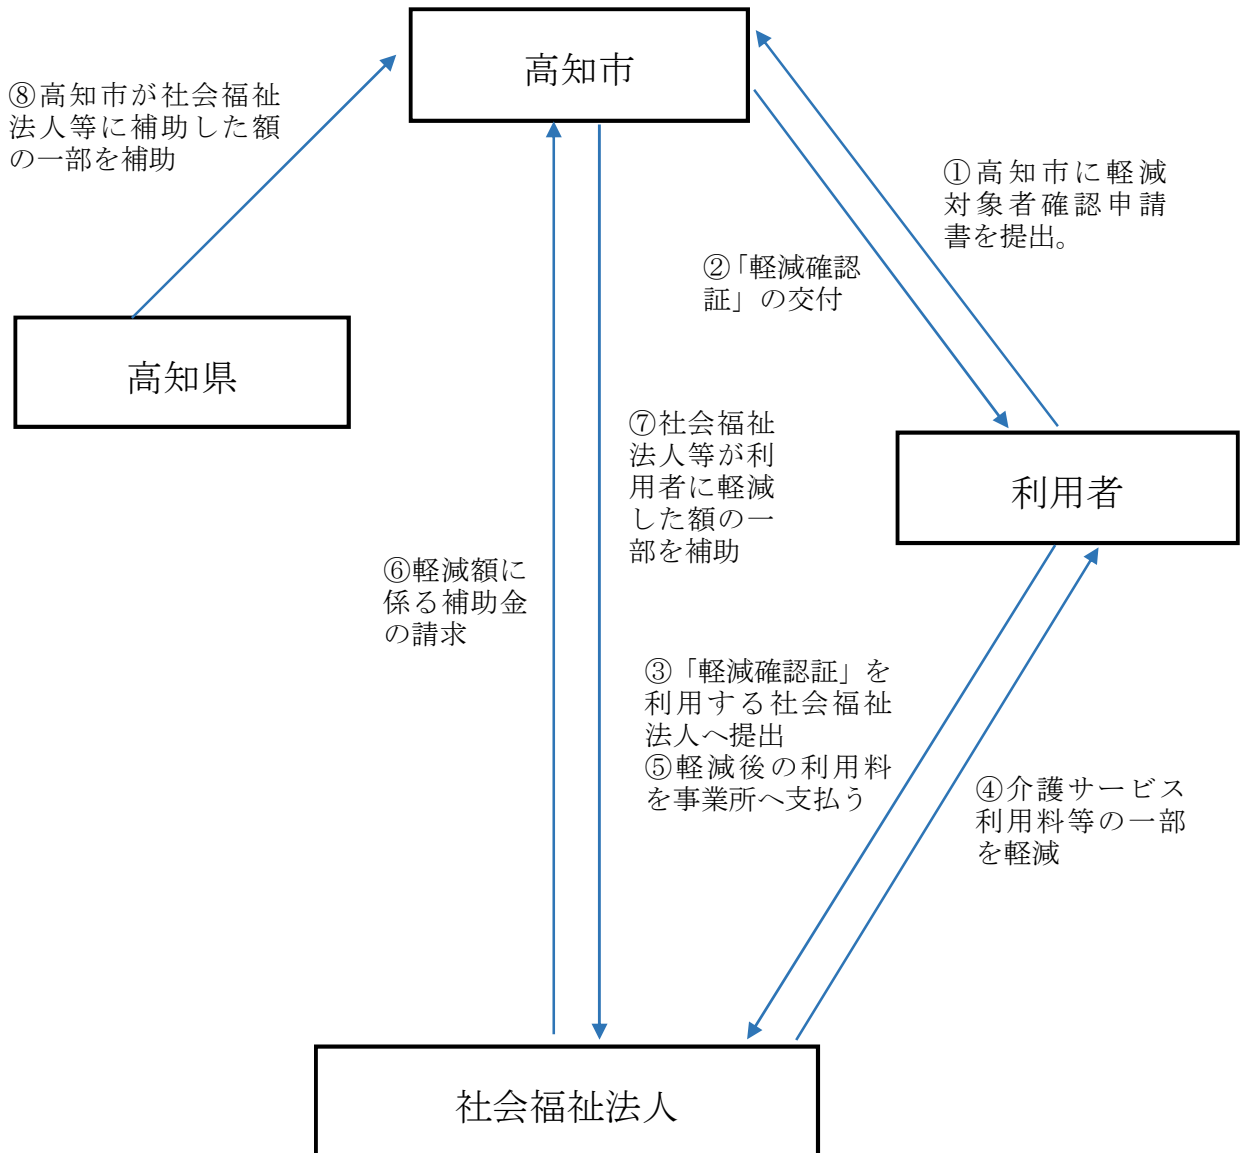 高知市
⑧高知市が社会福祉
法人等に補助した額
の一部を補助
①高知市に軽減
対象者確認申請
書を提出。
②「軽減確認
証」の交付
高知県
⑦社会福祉
法人等が利
用者に軽減
した額の一
部を補助
利用者
⑥軽減額に
係る補助金
の請求
③「軽減確認証」を
利用する社会福祉
法人へ提出
⑤軽減後の利用料
を事業所へ支払う
④介護サービス
利用料等の一部
を軽減
社会福祉法人